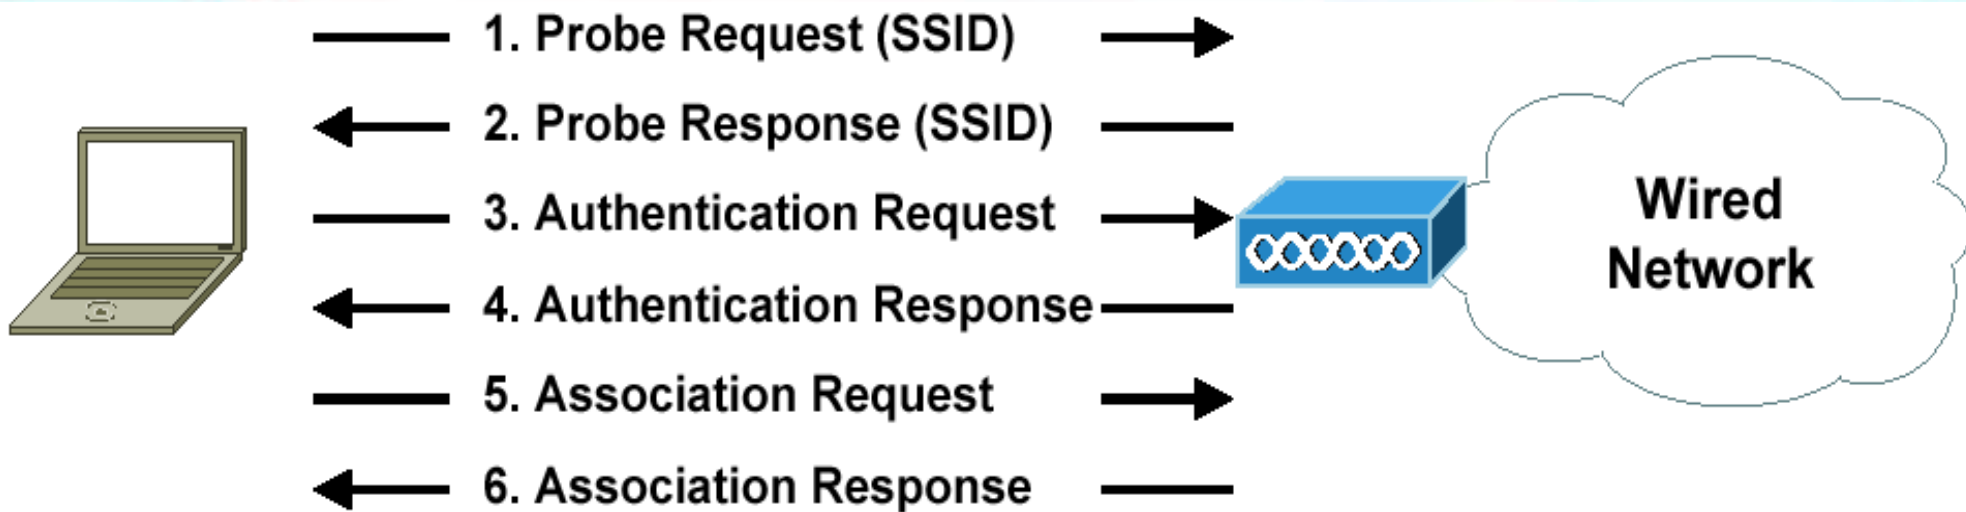 1. Probe Request (SSID)
2. Probe Response (SSID)
3. Authentication Request
4. Authentication Response
5. Association Request
6. Association Response
Wired
Network